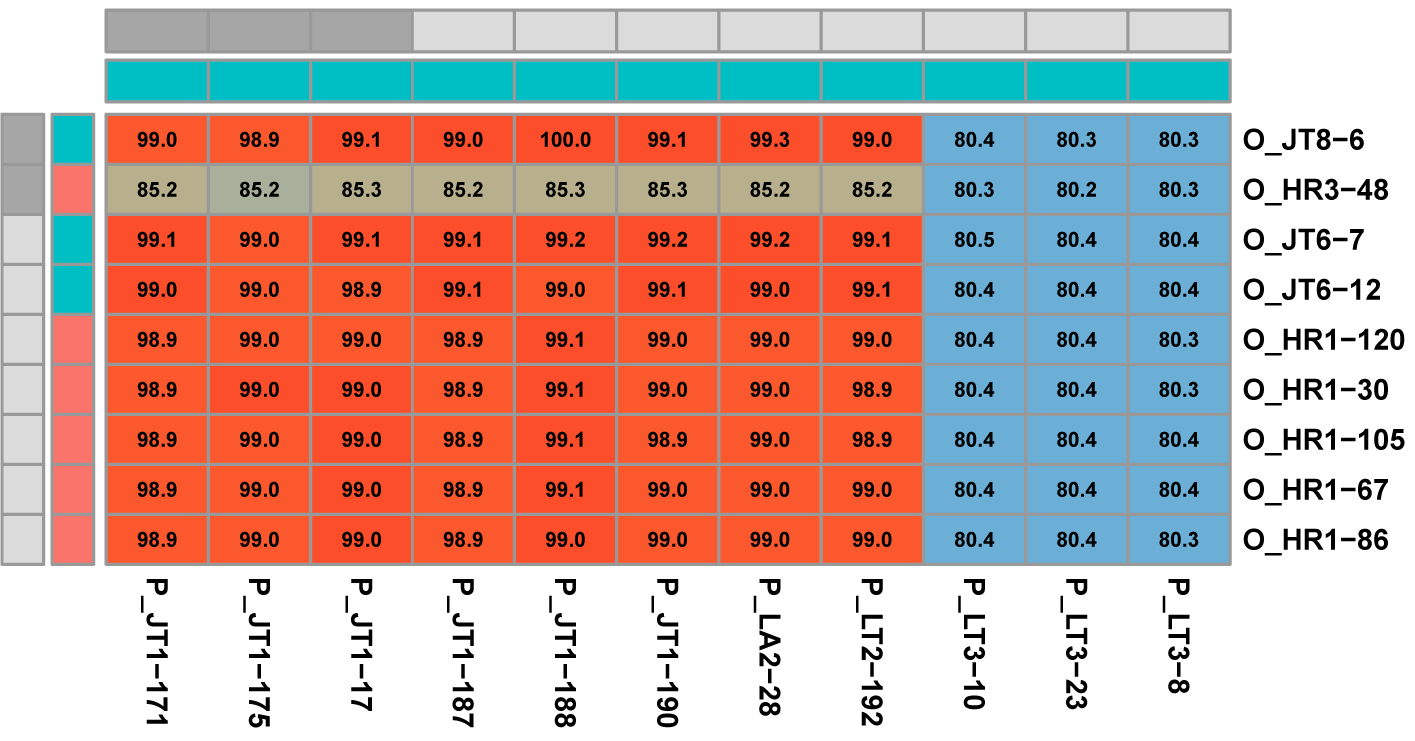 99.0 98.9 99.1 99.0 100.0 99.1 99.3 99.0 80.4 80.3 80.3 O_JT8−6
85.2 85.2 85.3 85.2 85.3 85.3 85.2 85.2 80.3 80.2 80.3 O_HR3−48
99.1 99.0 99.1 99.1 99.2 99.2 99.2 99.1 80.5 80.4 80.4 O_JT6−7
99.0 99.0 98.9 99.1 99.0 99.1 99.0 99.1 80.4 80.4 80.4 O_JT6−12
98.9 99.0 99.0 98.9 99.1 99.0 99.0 99.0 80.4 80.4 80.3 O_HR1−120
98.9 99.0 99.0 98.9 99.1 99.0 99.0 98.9 80.4 80.4 80.3 O_HR1−30
98.9 99.0 99.0 98.9 99.1 98.9 99.0 98.9 80.4 80.4 80.4 O_HR1−105
98.9 99.0 99.0 98.9 99.1 99.0 99.0 99.0 80.4 80.4 80.4 O_HR1−67
98.9 99.0 99.0 98.9 99.0 99.0 99.0 99.0 80.4 80.4 80.3 O_HR1−86
P_JT1−171
P_JT1−175
P_JT1−17
P_JT1−187
P_JT1−188
P_JT1−190
P_LA2−28
P_LT2−192
P_LT3−10
P_LT3−23
P_LT3−8